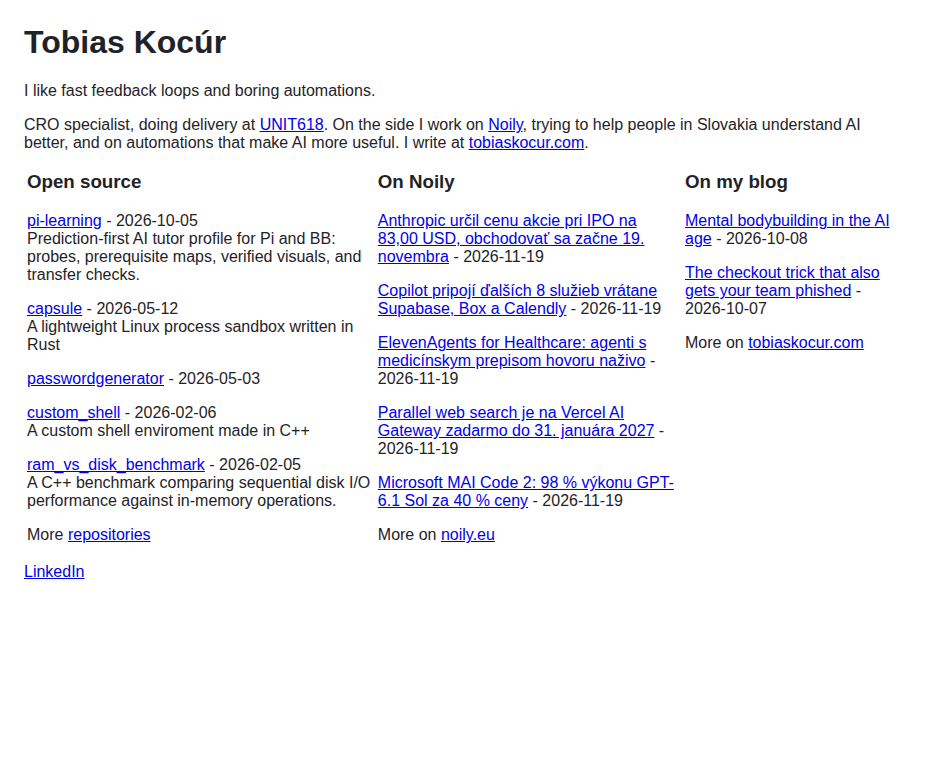 Tobias Kocúr
I like fast feedback loops and boring automations.
CRO specialist, doing delivery at UNIT618. On the side I work on Noily, trying to help people in Slovakia understand AI
better, and on automations that make AI more useful. I write at tobiaskocur.com.
Open source
pi-learning - 2026-10-05
Prediction-first AI tutor profile for Pi and BB:
probes, prerequisite maps, verified visuals, and
transfer checks.
capsule - 2026-05-12
A lightweight Linux process sandbox written in
Rust
passwordgenerator - 2026-05-03
custom_shell - 2026-02-06
A custom shell enviroment made in C++
ram_vs_disk_benchmark - 2026-02-05
A C++ benchmark comparing sequential disk I/O
performance against in-memory operations.
More repositories
On Noily
Anthropic určil cenu akcie pri IPO na
83,00 USD, obchodovať sa začne 19.
novembra - 2026-11-19
Copilot pripojí ďalších 8 služieb vrátane
Supabase, Box a Calendly - 2026-11-19
ElevenAgents for Healthcare: agenti s
medicínskym prepisom hovoru naživo -
2026-11-19
Parallel web search je na Vercel AI
Gateway zadarmo do 31. januára 2027 -
2026-11-19
Microsoft MAI Code 2: 98 % výkonu GPT-
6.1 Sol za 40 % ceny - 2026-11-19
More on noily.eu
On my blog
Mental bodybuilding in the AI
age - 2026-10-08
The checkout trick that also
gets your team phished -
2026-10-07
More on tobiaskocur.com
LinkedIn